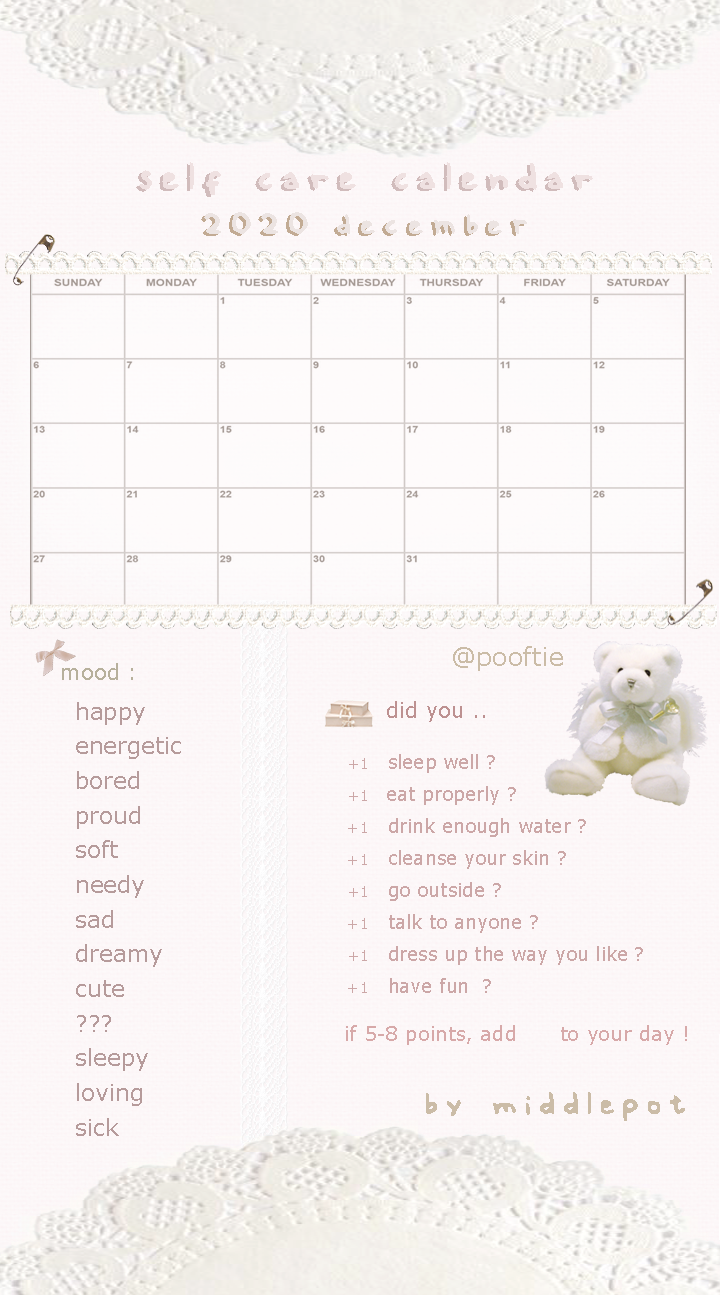 self care calendar
2020 december
SUNDAY MONDAY TUESDAY WEDNESDAY THURSDAY FRIDAY SATURDAY
1 2 3 4 5
6 7 8 9 10 11 12
13 14 15 16 17 18 19
20 21 22 23 24 25 26
27 28 29 30 31
mood :
happy
energetic
bored
proud
soft
needy
sad
dreamy
cute
???
sleepy
loving
sick
@pooftie
did you ..
+1 sleep well ?
+1 eat properly ?
+1 drink enough water ?
+1 cleanse your skin ?
+1 go outside ?
+1 talk to anyone ?
+1 dress up the way you like ?
+1 have fun ?
if 5-8 points, add to your day !
by middlepot